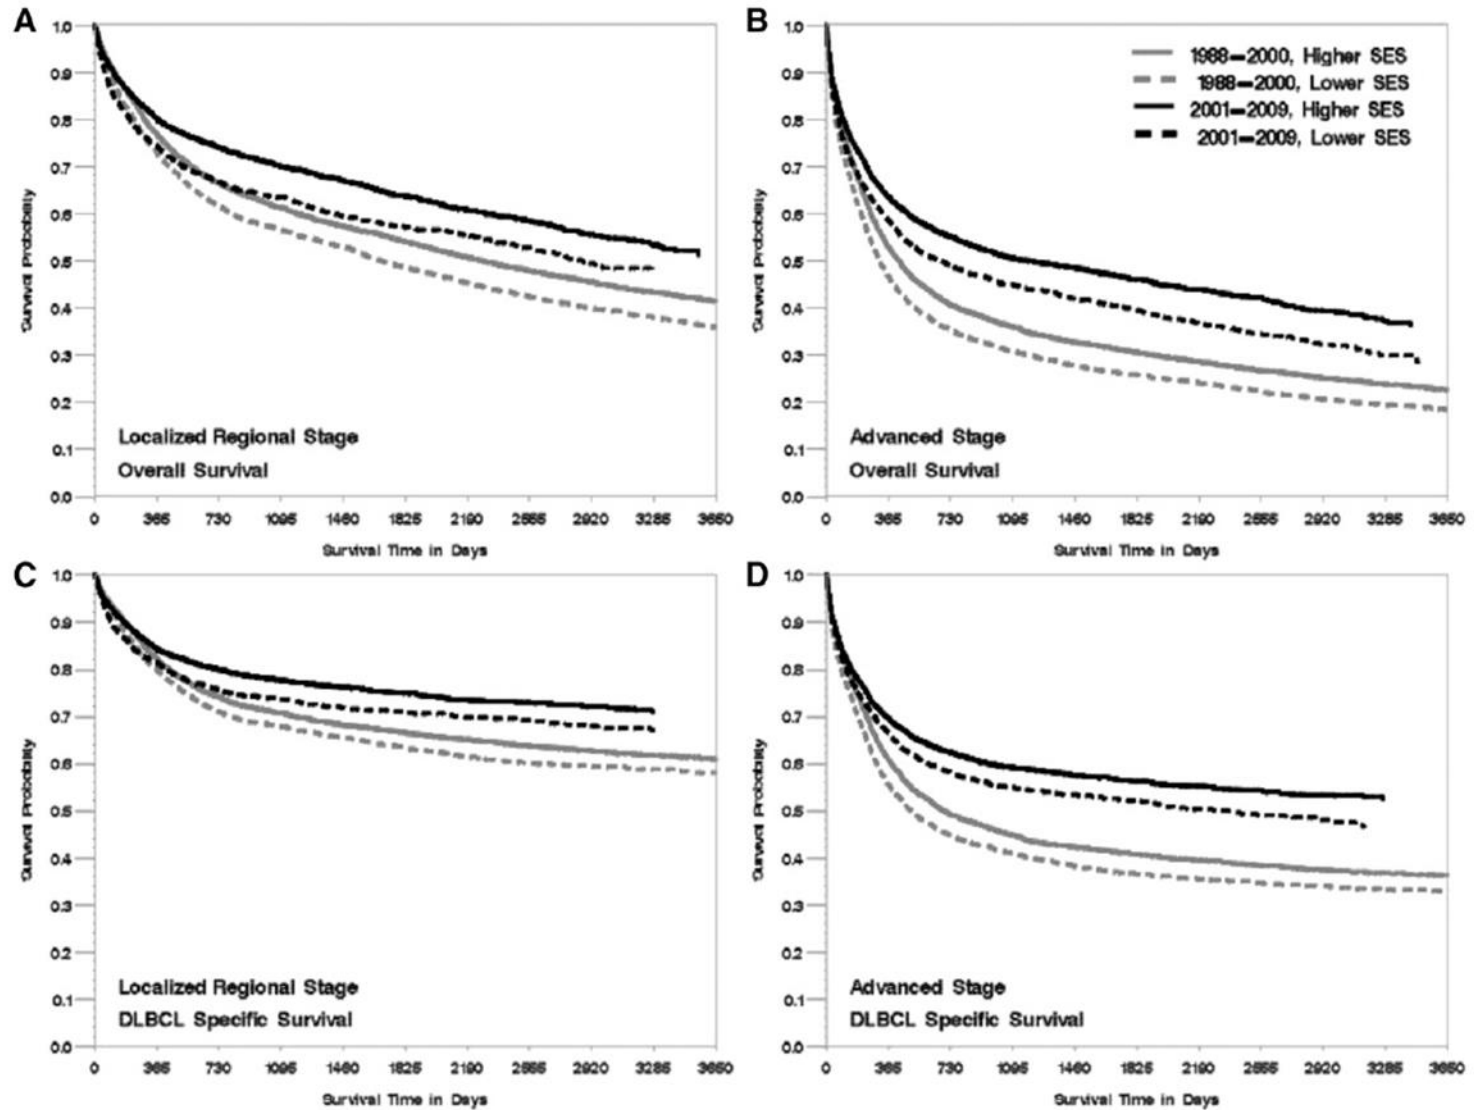 A
1.0
0.9
0.8
0.7
0.6
0.5
0.4
0.3
0.2
0.1
0.0
Survival Probability
Localized Regional Stage
Overall Survival
0 365 730 1095 1460 1825 2190 2555 2920 3285 3650
Survival Time in Days
B
1.0
0.9
0.8
0.7
0.6
0.5
0.4
0.3
0.2
0.1
0.0
Survival Probability
1988–2000, Higher SES
1988–2000, Lower SES
2001–2009, Higher SES
2001–2009, Lower SES
Advanced Stage
Overall Survival
0 365 730 1095 1460 1825 2190 2555 2920 3285 3650
Survival Time in Days
C
1.0
0.9
0.8
0.7
0.6
0.5
0.4
0.3
0.2
0.1
0.0
Survival Probability
Localized Regional Stage
DLBCL Specific Survival
0 365 730 1095 1460 1825 2190 2555 2920 3285 3650
Survival Time in Days
D
1.0
0.9
0.8
0.7
0.6
0.5
0.4
0.3
0.2
0.1
0.0
Survival Probability
Advanced Stage
DLBCL Specific Survival
0 365 730 1095 1460 1825 2190 2555 2920 3285 3650
Survival Time in Days